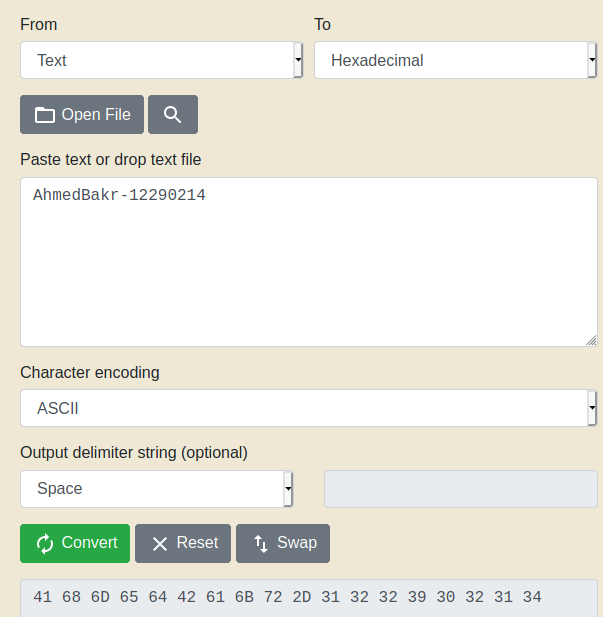 From To
Text Hexadecimal
Open File
Paste text or drop text file
AhmedBakr-12290214
Character encoding
ASCII
Output delimiter string (optional)
Space
Convert Reset Swap
41 68 6D 65 64 42 61 6B 72 2D 31 32 32 39 30 32 31 34